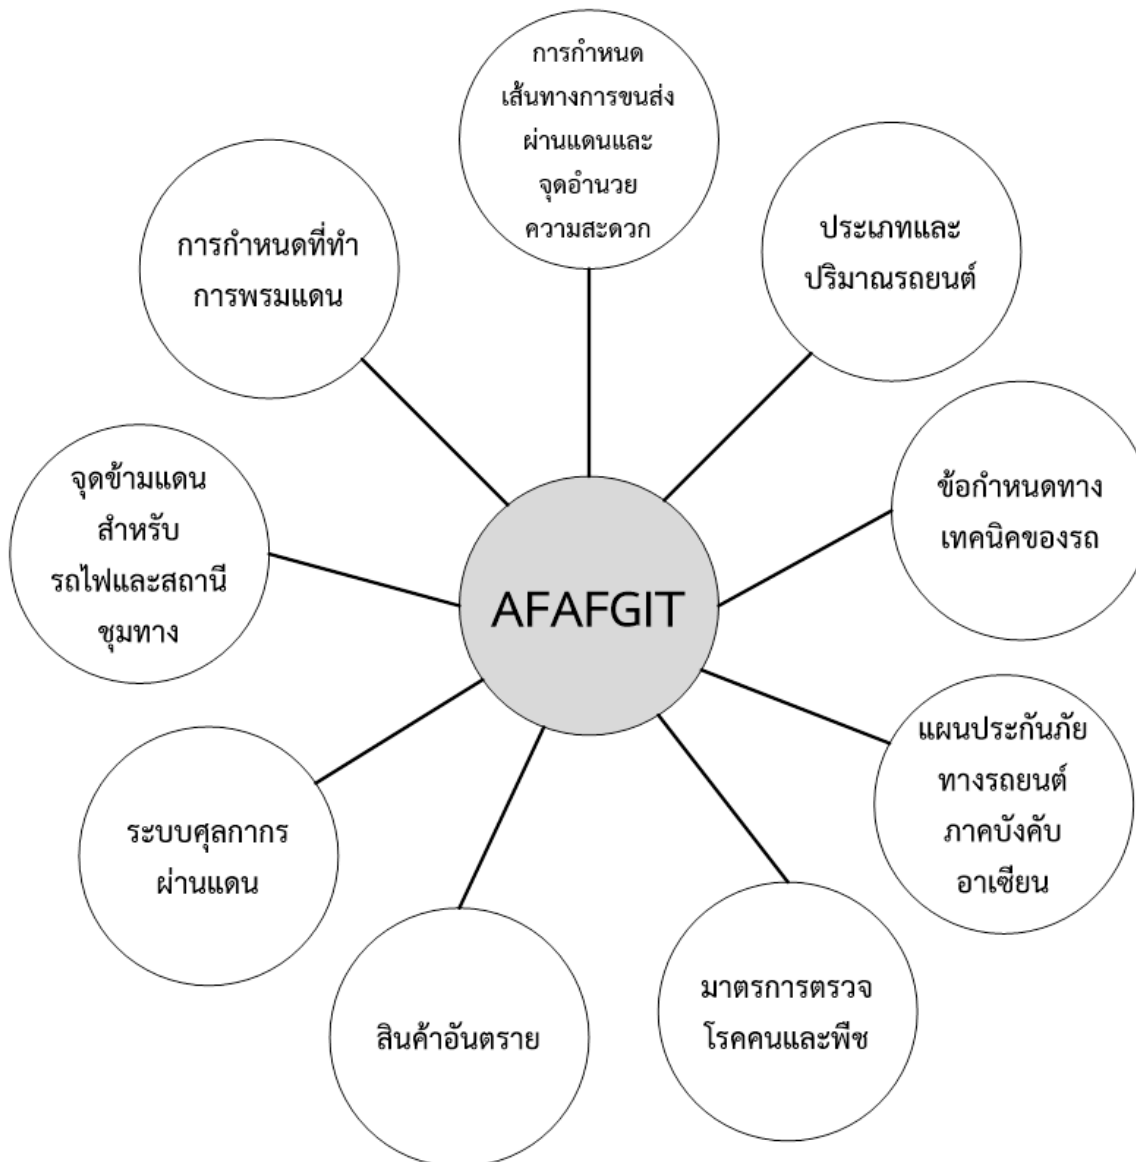 การกำหนด
เส้นทางการขนส่ง
ผ่านแดนและ
จุดอำนวย
ความสะดวก
ประเภทและ
ปริมาณรถยนต์
ข้อกำหนดทาง
เทคนิคของรถ
แผนประกันภัย
ทางรถยนต์
ภาคบังคับ
อาเซียน
มาตรการตรวจ
โรคคนและพืช
สินค้าอันตราย
ระบบศุลกากร
ผ่านแดน
จุดข้ามแดน
สำหรับ
รถไฟและสถานี
ชุมทาง
การกำหนดที่ทำ
การพรมแดน
AFAFGIT